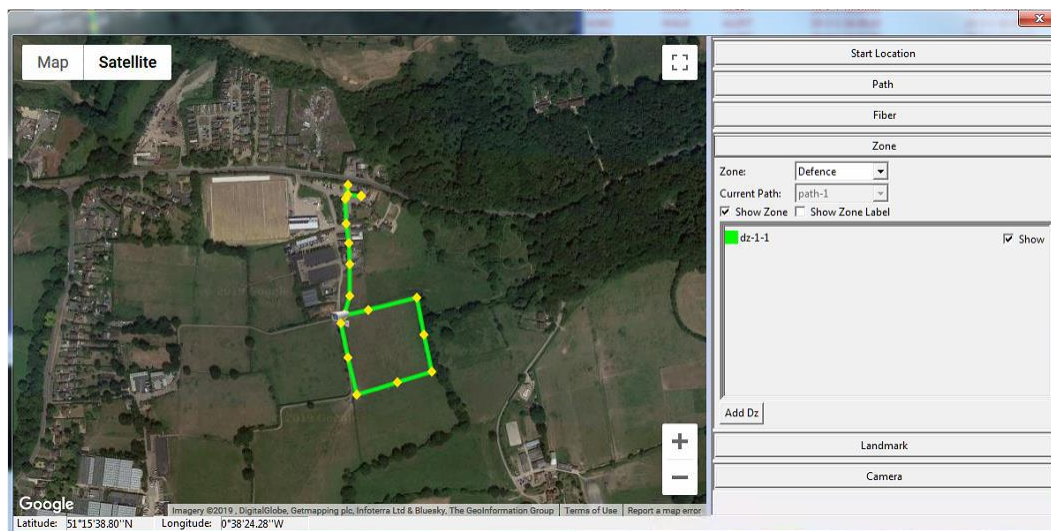 Map
Satellite
Start Location
Path
Fiber
Zone
Zone:
Defence
Current Path:
path-1
Show Zone
Show Zone Label
dz-1-1
Show
Add Dz
Landmark
Camera
Google
Imagery ©2019 , DigitalGlobe, Getmapping plc, Infoterra Ltd & Bluesky, The GeoInformation Group
Terms of Use
Report a map error
Latitude:
51°15'38.80''N
Longitude:
0°38'24.28''W